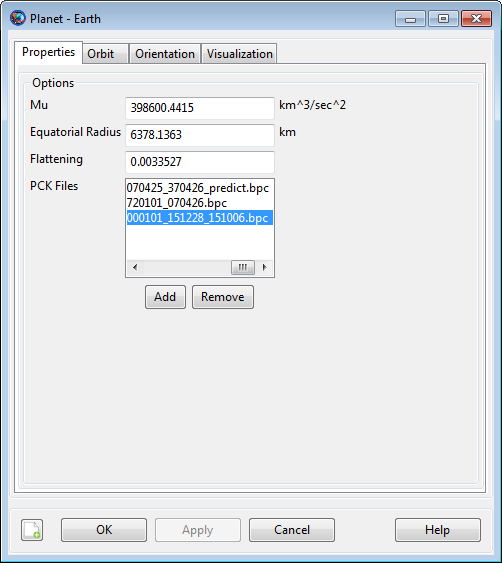 Planet - Earth
Properties Orbit Orientation Visualization
Options
Mu 398600.4415 km^3/sec^2
Equatorial Radius 6378.1363 km
Flattening 0.0033527
PCK Files
070425_370426_predict.bpc
720101_070426.bpc
000101_151228_151006.bpc
Add Remove
OK Apply Cancel Help